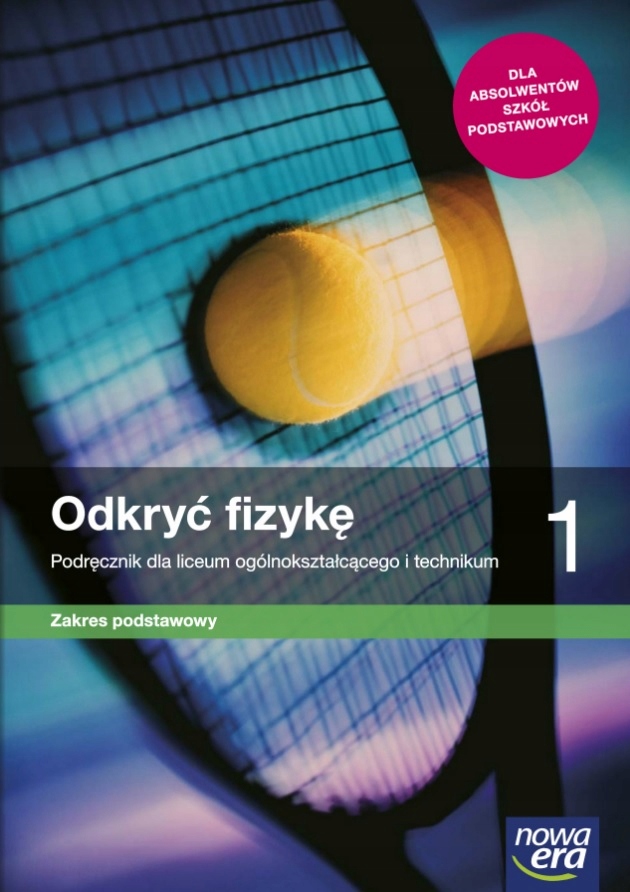 DLA
ABSOLWENTÓW
SZKÓŁ
PODSTAWOWYCH
Odkryć fizykę
1
Podręcznik dla liceum ogólnokształcącego i technikum
Zakres podstawowy
nowa
era